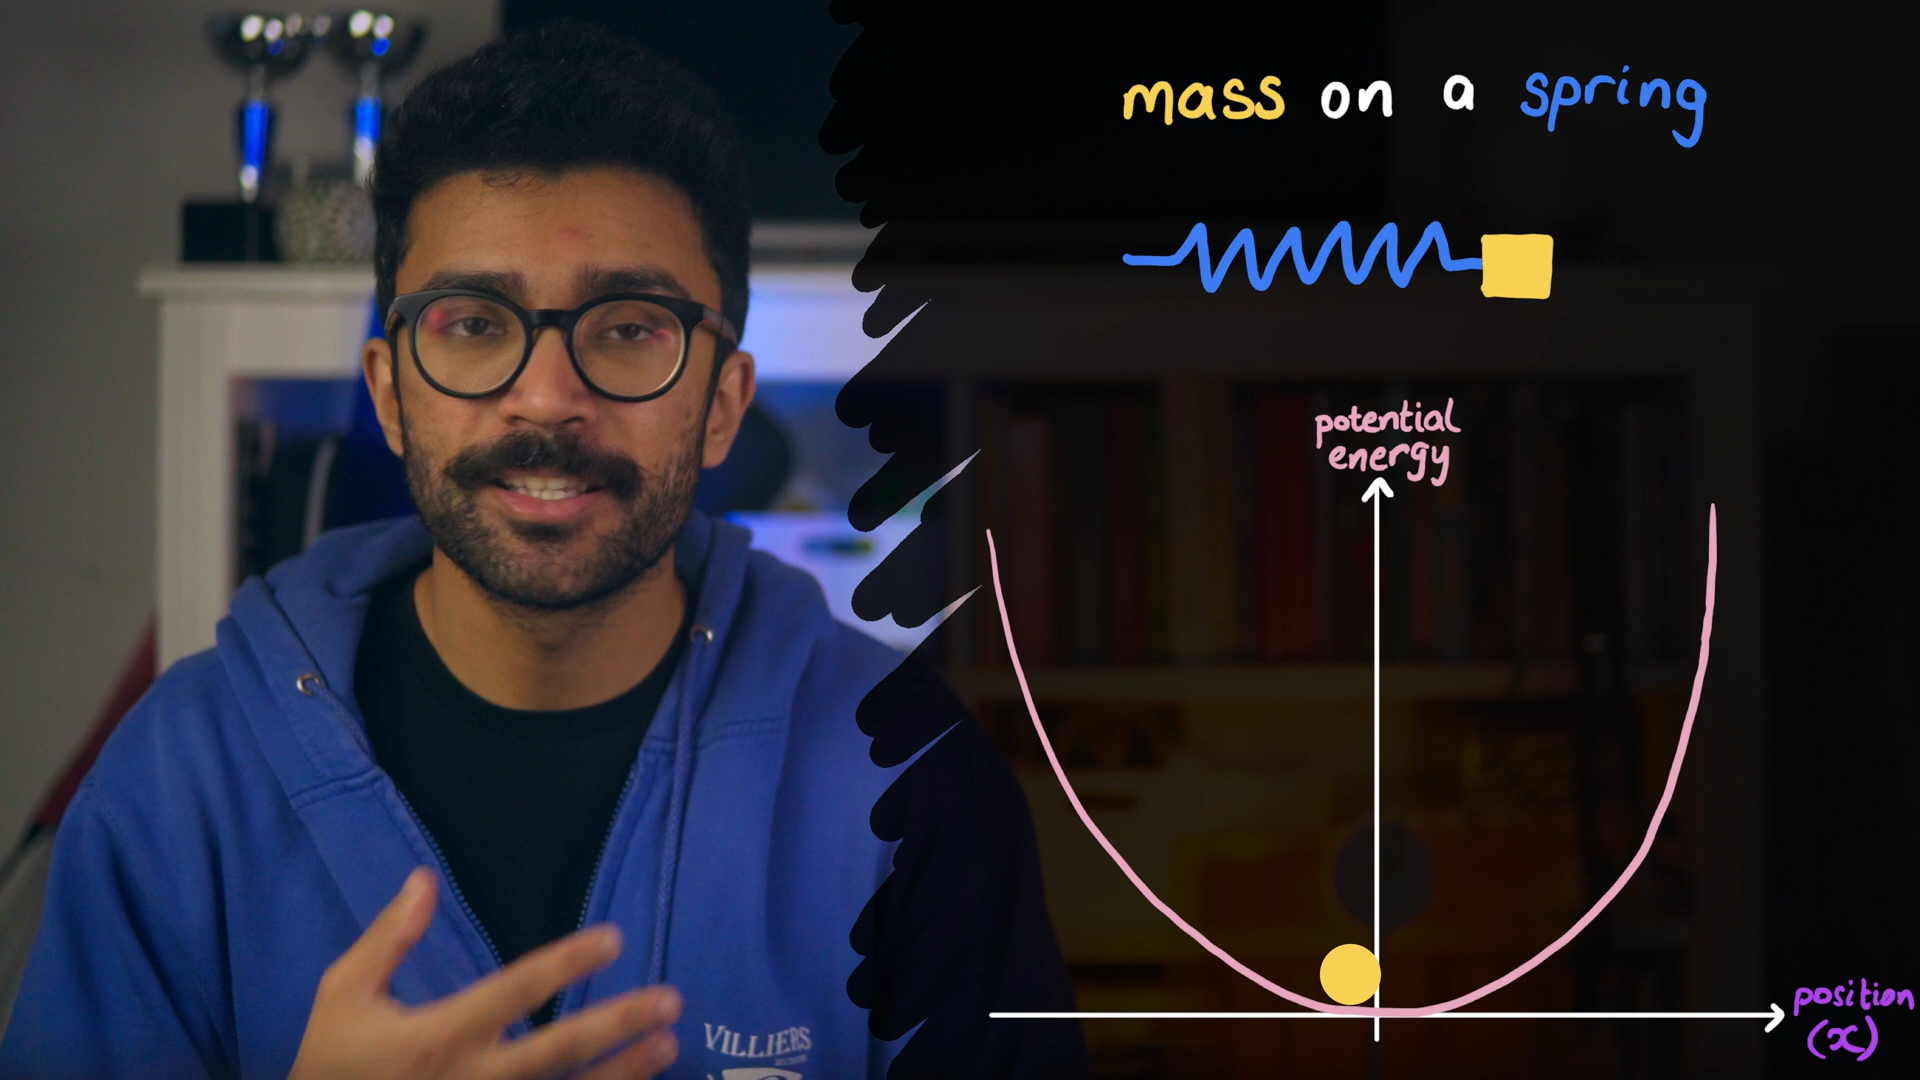 mass on a spring
potential
energy
position
(x)
VILLIERS